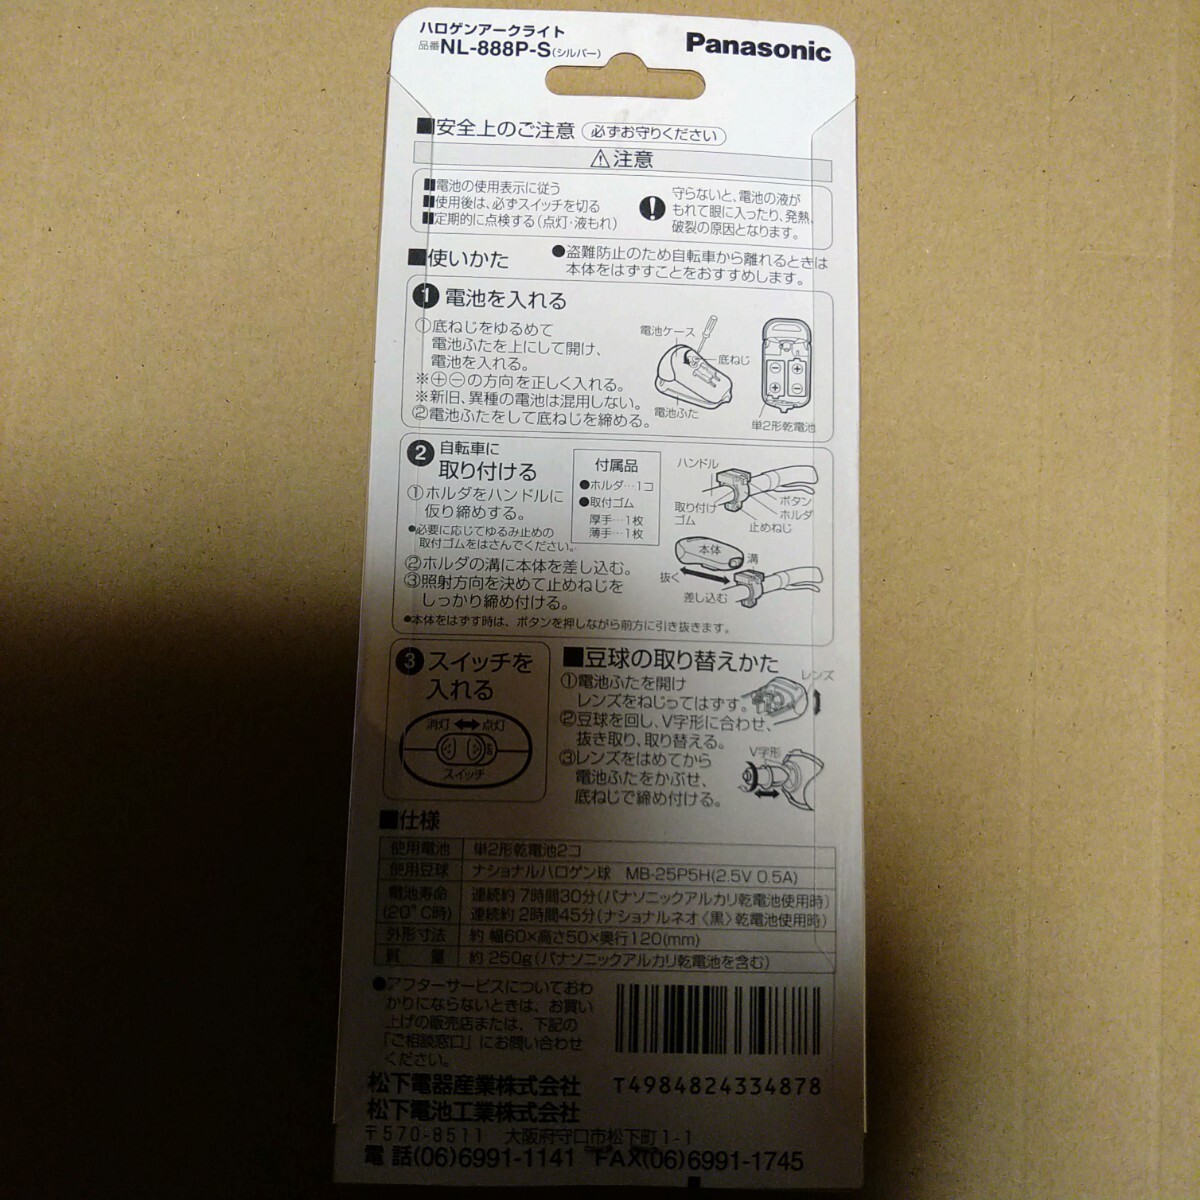 ハロゲンアークライト
品番NL-888P-S(シルバー)
Panasonic
■安全上のご注意 必ずお守りください
⚠注意
■電池の使用表示に従う
■使用後は、必ずスイッチを切る
■定期的に点検する(点灯・液もれ)
守らないと、電池の液が
もれて眼に入ったり、発熱、
破裂の原因となります。
■使いかた
●盗難防止のため自転車から離れるときは
本体をはずすことをおすすめします。
1 電池を入れる
①底ねじをゆるめて
電池ふたを上にして開け、
電池を入れる。
※⊕⊖の方向を正しく入れる。
※新旧、異種の電池は混用しない。
②電池ふたをして底ねじを締める。
電池ケース
底ねじ
電池ふた
単2形乾電池
2 自転車に
取り付ける
①ホルダをハンドルに
仮り締めする。
●必要に応じてゆるみ止めの
取付ゴムをはさんでください。
②ホルダの溝に本体を差し込む。
③照射方向を決めて止めねじを
しっかり締め付ける。
●本体をはずす時は、ボタンを押しながら前方に引き抜きます。
付属品
●ホルダ…1コ
●取付ゴム
厚手…1枚
薄手…1枚
ハンドル
取り付け
ゴム
ボタン
ホルダ
止めねじ
本体
溝
抜く
差し込む
3 スイッチを
入れる
消灯 ⟷ 点灯
スイッチ
■豆球の取り替えかた
①電池ふたを開け
レンズをねじってはずす。
②豆球を回し、V字形に合わせ、
抜き取り、取り替える。
③レンズをはめてから
電池ふたをかぶせ、
底ねじで締め付ける。
レンズ
V字形
■仕様
使用電池 単2形乾電池2コ
使用豆球 ナショナルハロゲン球 MB-25P5H(2.5V 0.5A)
電池寿命 連続約 7時間30分(パナソニックアルカリ乾電池使用時)
(20°C時) 連続約 2時間45分(ナショナルネオ〈黒〉乾電池使用時)
外形寸法 約 幅60×高さ50×奥行120(mm)
質 量 約 250g(パナソニックアルカリ乾電池を含む)
●アフターサービスについておわ
かりにならないときは、お買い
上げの販売店または、下記の
「ご相談窓口」にお問い合わせ
ください。
T4984824334878
松下電器産業株式会社
松下電池工業株式会社
〒570-8511 大阪府守口市松下町1-1
電 話(06)6991-1141 FAX(06)6991-1745